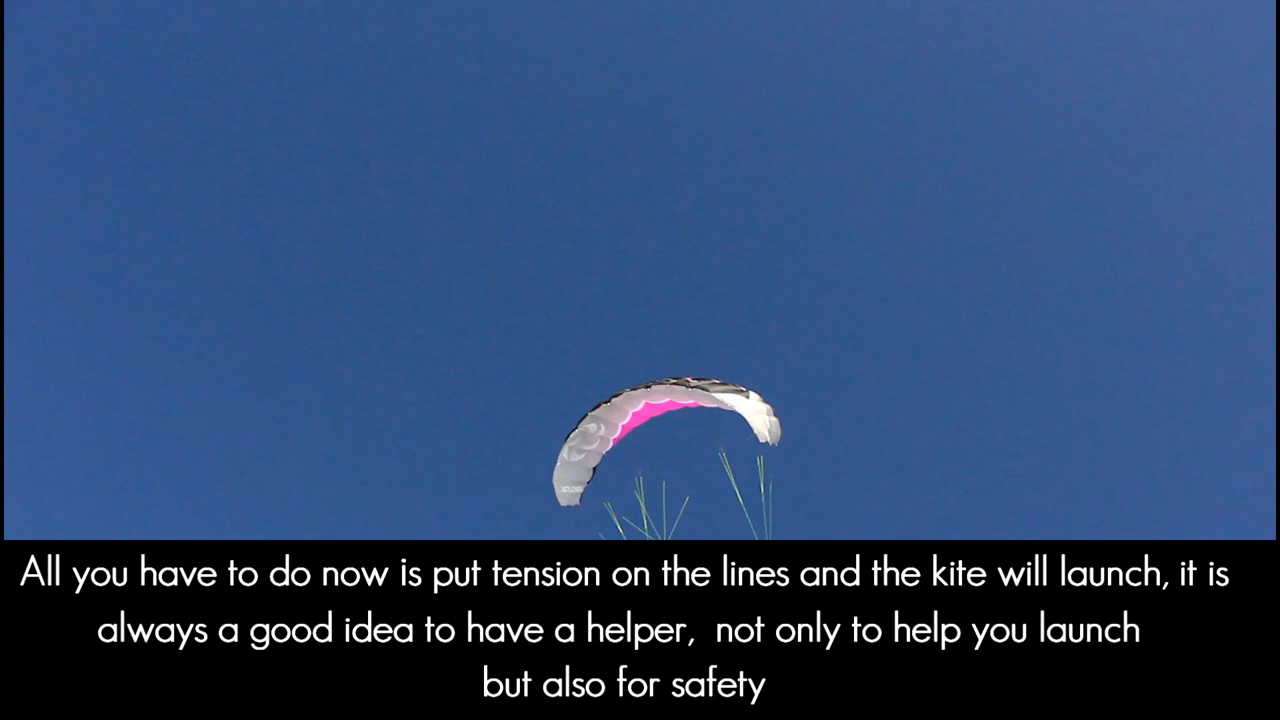 All you have to do now is put tension on the lines and the kite will launch, it is
always a good idea to have a helper,  not only to help you launch
but also for safety